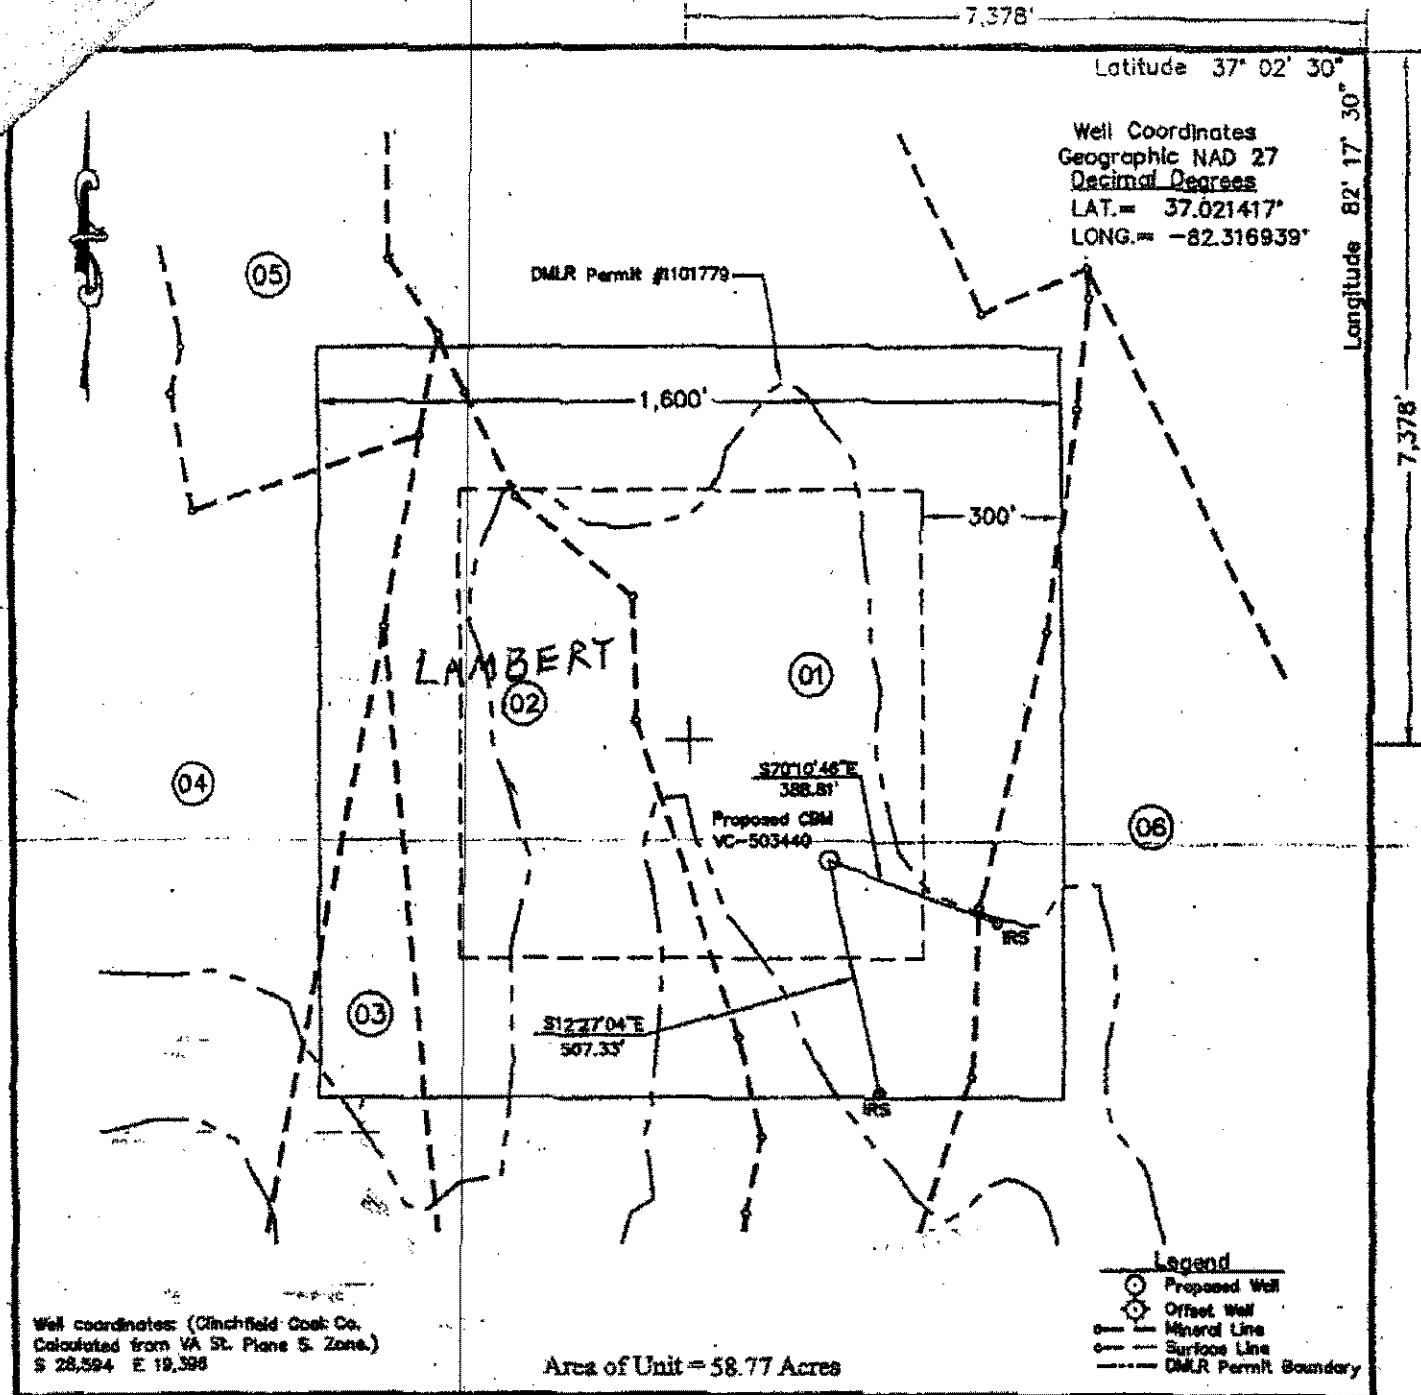 7,378'
Latitude 37° 02' 30"
Longitude 82° 17' 30"
7,378'
Well Coordinates
Geographic NAD 27
Decimal Degrees
LAT.= 37.021417°
LONG.= -82.316939°
05
DMLR Permit #1101779
1,600'
300'
LAMBERT
02
01
04
S70°10'46"E
388.81'
Proposed CBM
VC-503440
06
IRS
03
S12°27'04"E
507.33'
IRS
Legend
Proposed Well
Offset Well
Mineral Line
Surface Line
DMLR Permit Boundary
Well coordinates: (Clinchfield Coal Co.
Calculated from VA St. Plane S. Zone.)
S 28,594 E 19,398
Area of Unit = 58.77 Acres